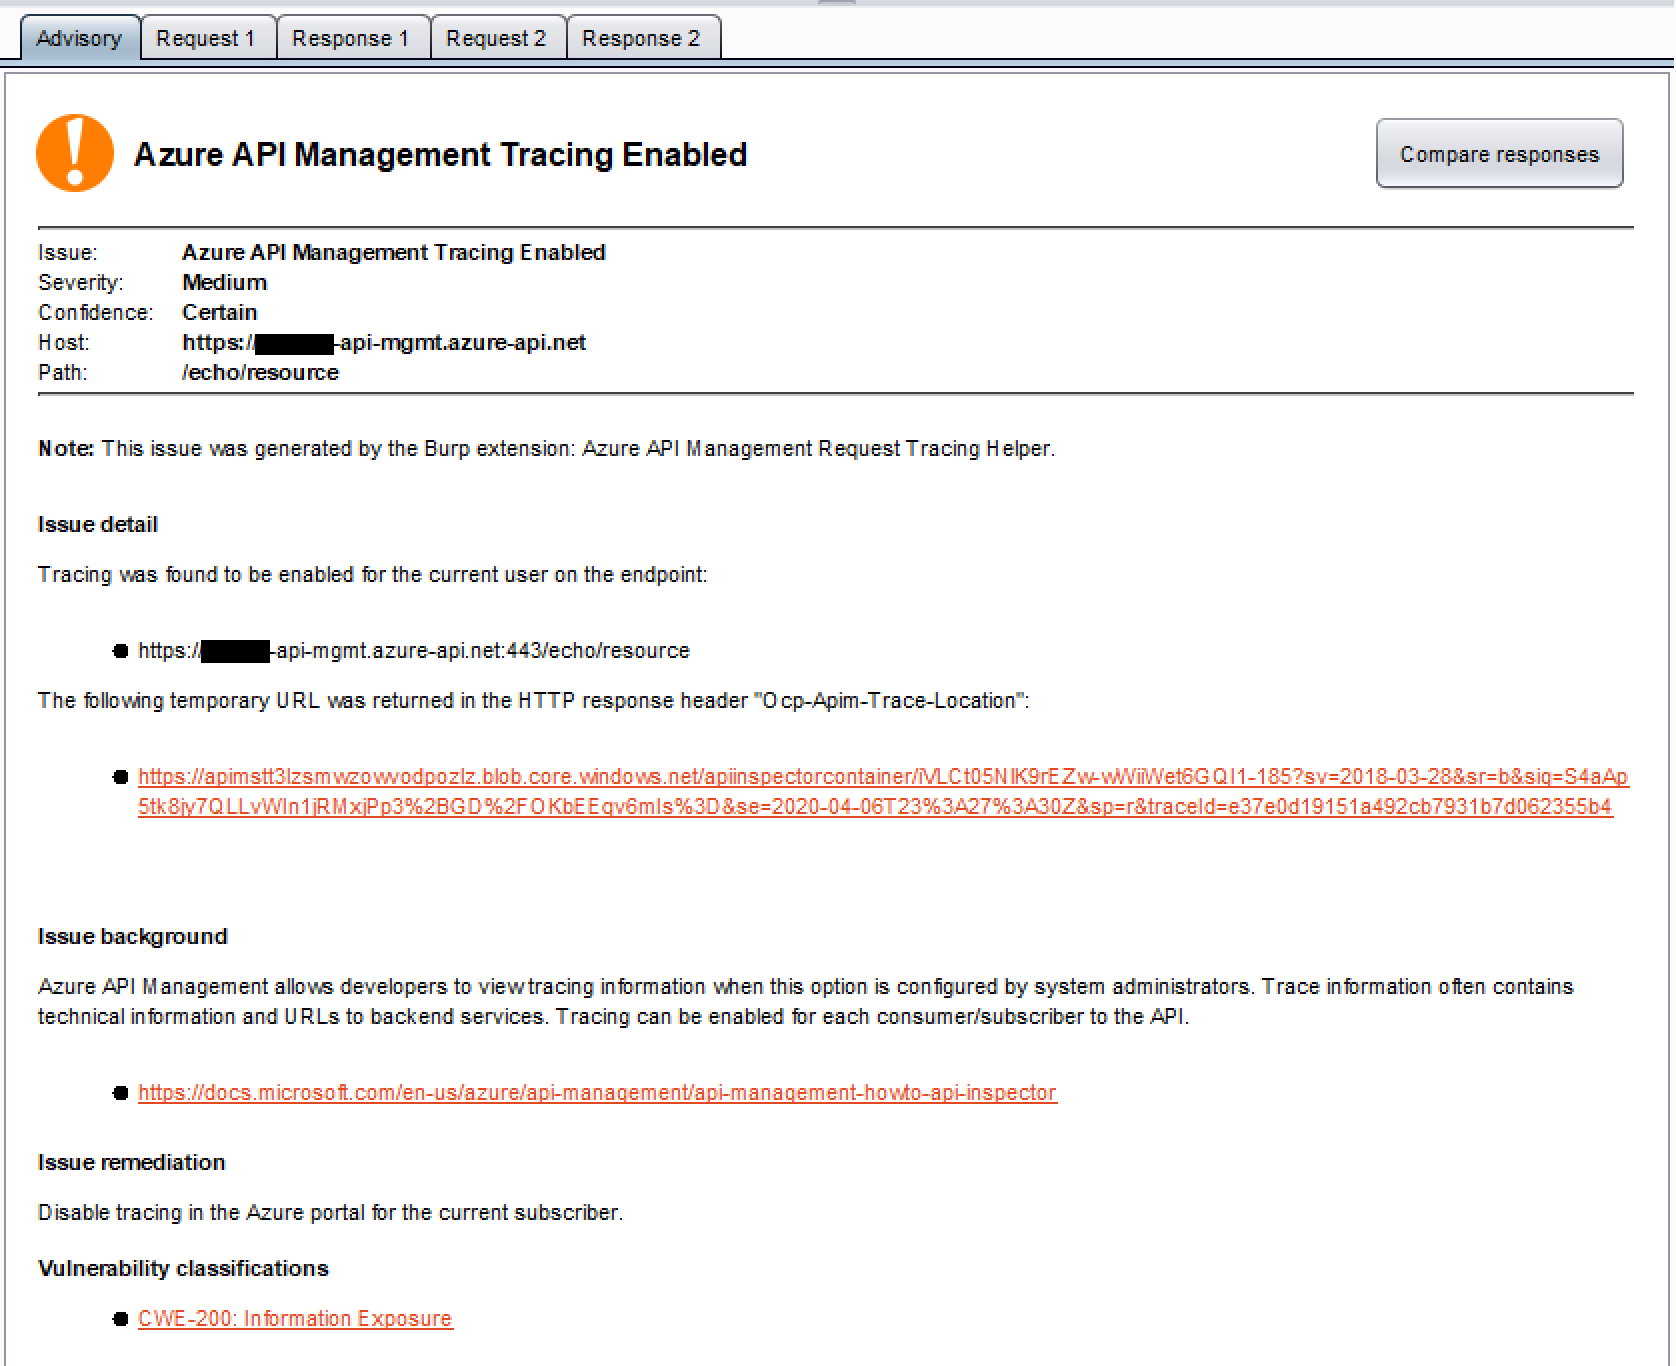 Advisory Request 1 Response 1 Request 2 Response 2
Azure API Management Tracing Enabled
Compare responses
Issue: Azure API Management Tracing Enabled
Severity: Medium
Confidence: Certain
Host: https://-api-mgmt.azure-api.net
Path: /echo/resource
Note: This issue was generated by the Burp extension: Azure API Management Request Tracing Helper.
Issue detail
Tracing was found to be enabled for the current user on the endpoint:
https://-api-mgmt.azure-api.net:443/echo/resource
The following temporary URL was returned in the HTTP response header "Ocp-Apim-Trace-Location":
https://apimstt3lzsmwzowvodpozlz.blob.core.windows.net/apiinspectorcontainer/iVLCt05NIK9rEZw-wWiiWet6GQI1-185?sv=2018-03-28&sr=b&sig=S4aAp
5tk8jy7QLLvWIn1jRMxjPp3%2BGD%2FOKbEEqv6mls%3D&se=2020-04-06T23%3A27%3A30Z&sp=r&traceId=e37e0d19151a492cb7931b7d062355b4
Issue background
Azure API Management allows developers to view tracing information when this option is configured by system administrators. Trace information often contains
technical information and URLs to backend services. Tracing can be enabled for each consumer/subscriber to the API.
https://docs.microsoft.com/en-us/azure/api-management/api-management-howto-api-inspector
Issue remediation
Disable tracing in the Azure portal for the current subscriber.
Vulnerability classifications
CWE-200: Information Exposure